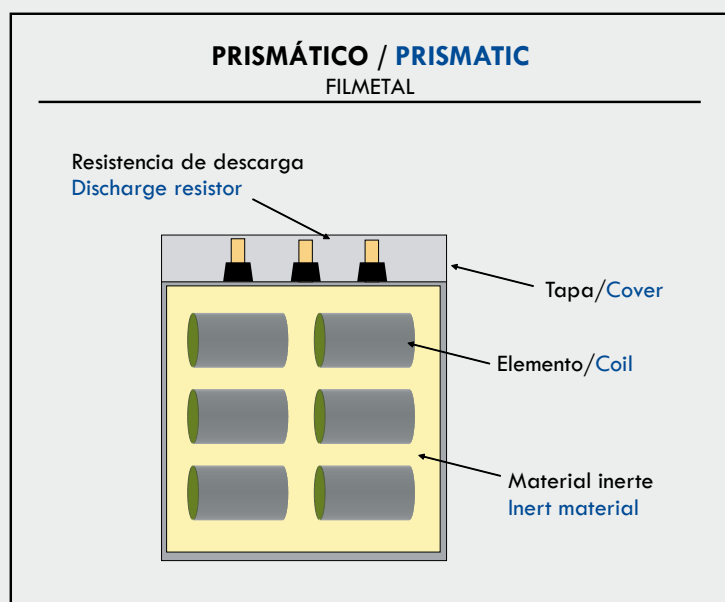 PRISMÁTICO / PRISMATIC
FILMETAL
Resistencia de descarga
Discharge resistor
Tapa/Cover
Elemento/Coil
Material inerte
Inert material